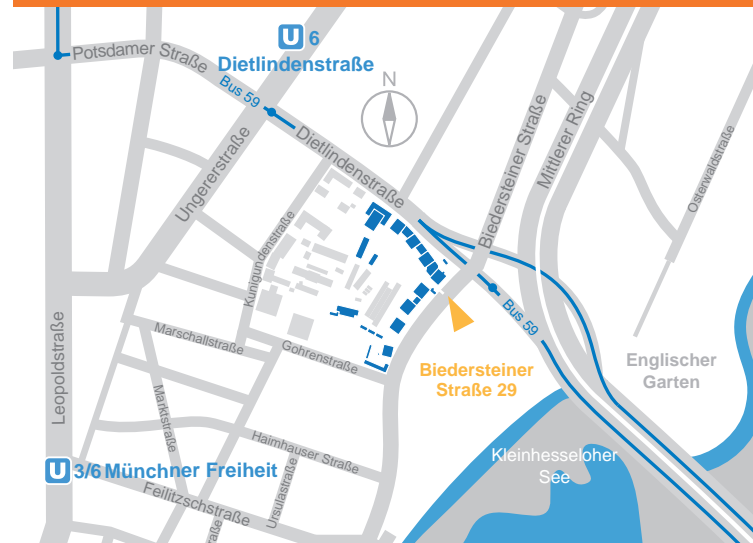 U 6
Dietlindenstraße
Potsdamer Straße
Bus 59
N
Dietlindenstraße
Ungererstraße
Biedersteiner Straße
Mittlerer Ring
Osterwaldstraße
Kunigundenstraße
Leopoldstraße
Marschallstraße
Gohrenstraße
Bus 59
Biedersteiner
Straße 29
Englischer
Garten
Marktstraße
Haimhauser Straße
Kleinhesseloher
See
U 3/6 Münchner Freiheit
Feilitzschstraße
Ursulastraße
raße